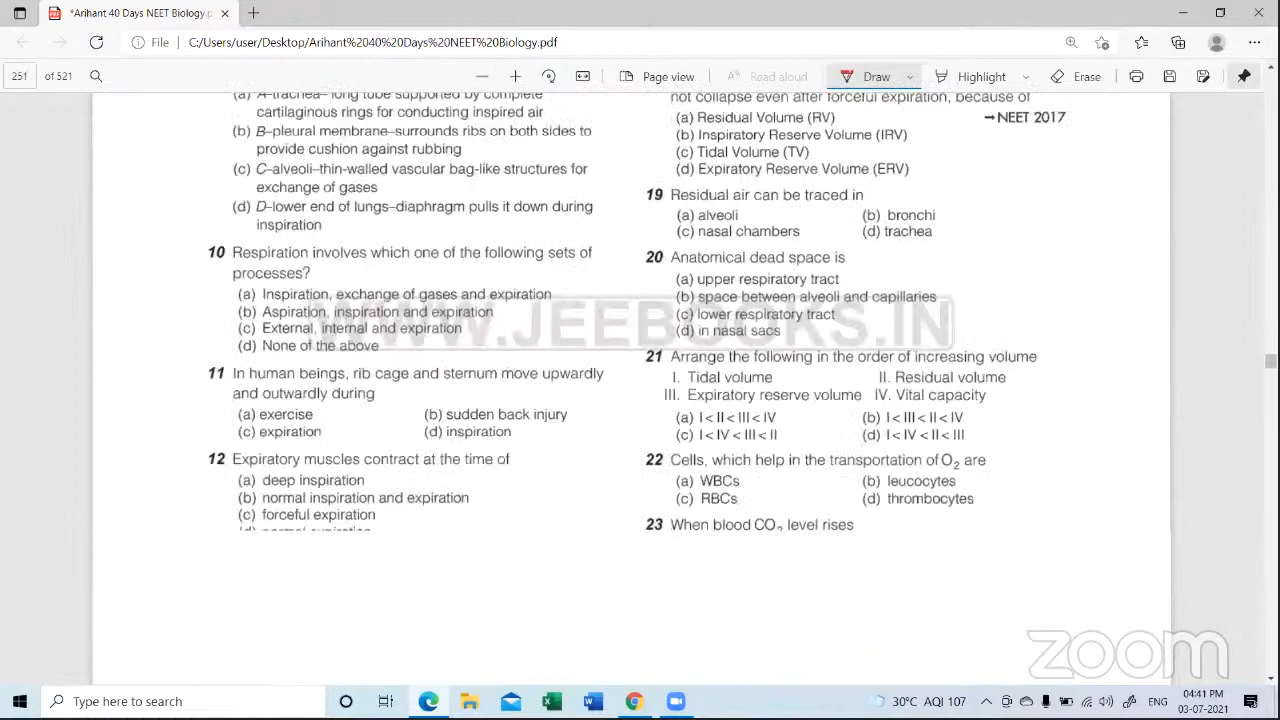 *Arihant 40 Days NEET Biology.p
File
C:/Users/user/Desktop/Arihant%2040%20Days%20NEET%20Biology.pdf
251 of 521
Page view
Read aloud
Draw
Highlight
Erase
(a) A–trachea– long tube supported by complete
cartilaginous rings for conducting inspired air
(b) B–pleural membrane–surrounds ribs on both sides to
provide cushion against rubbing
(c) C–alveoli–thin-walled vascular bag-like structures for
exchange of gases
(d) D–lower end of lungs–diaphragm pulls it down during
inspiration
10 Respiration involves which one of the following sets of
processes?
(a) Inspiration, exchange of gases and expiration
(b) Aspiration, inspiration and expiration
(c) External, internal and expiration
(d) None of the above
11 In human beings, rib cage and sternum move upwardly
and outwardly during
(a) exercise (b) sudden back injury
(c) expiration (d) inspiration
12 Expiratory muscles contract at the time of
(a) deep inspiration
(b) normal inspiration and expiration
(c) forceful expiration
(d) normal expiration
not collapse even after forceful expiration, because of
(a) Residual Volume (RV) → NEET 2017
(b) Inspiratory Reserve Volume (IRV)
(c) Tidal Volume (TV)
(d) Expiratory Reserve Volume (ERV)
19 Residual air can be traced in
(a) alveoli (b) bronchi
(c) nasal chambers (d) trachea
20 Anatomical dead space is
(a) upper respiratory tract
(b) space between alveoli and capillaries
(c) lower respiratory tract
(d) in nasal sacs
21 Arrange the following in the order of increasing volume
I. Tidal volume II. Residual volume
III. Expiratory reserve volume IV. Vital capacity
(a) I < II < III < IV (b) I < III < II < IV
(c) I < IV < III < II (d) I < IV < II < III
22 Cells, which help in the transportation of O₂ are
(a) WBCs (b) leucocytes
(c) RBCs (d) thrombocytes
23 When blood CO₂ level rises
WWW.JEEBOOKS.IN
zoom
Type here to search
30°C AQI 107
ENG
04:41 PM
03-07-2021